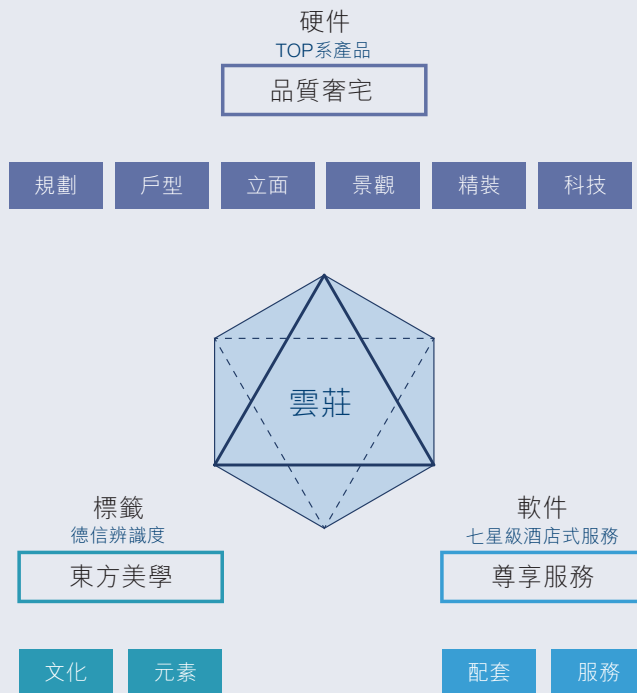 硬件
TOP系產品
品質奢宅
規劃 戶型 立面 景觀 精裝 科技
雲莊
標籤
德信辨識度
東方美學
文化 元素
軟件
七星級酒店式服務
尊享服務
配套 服務